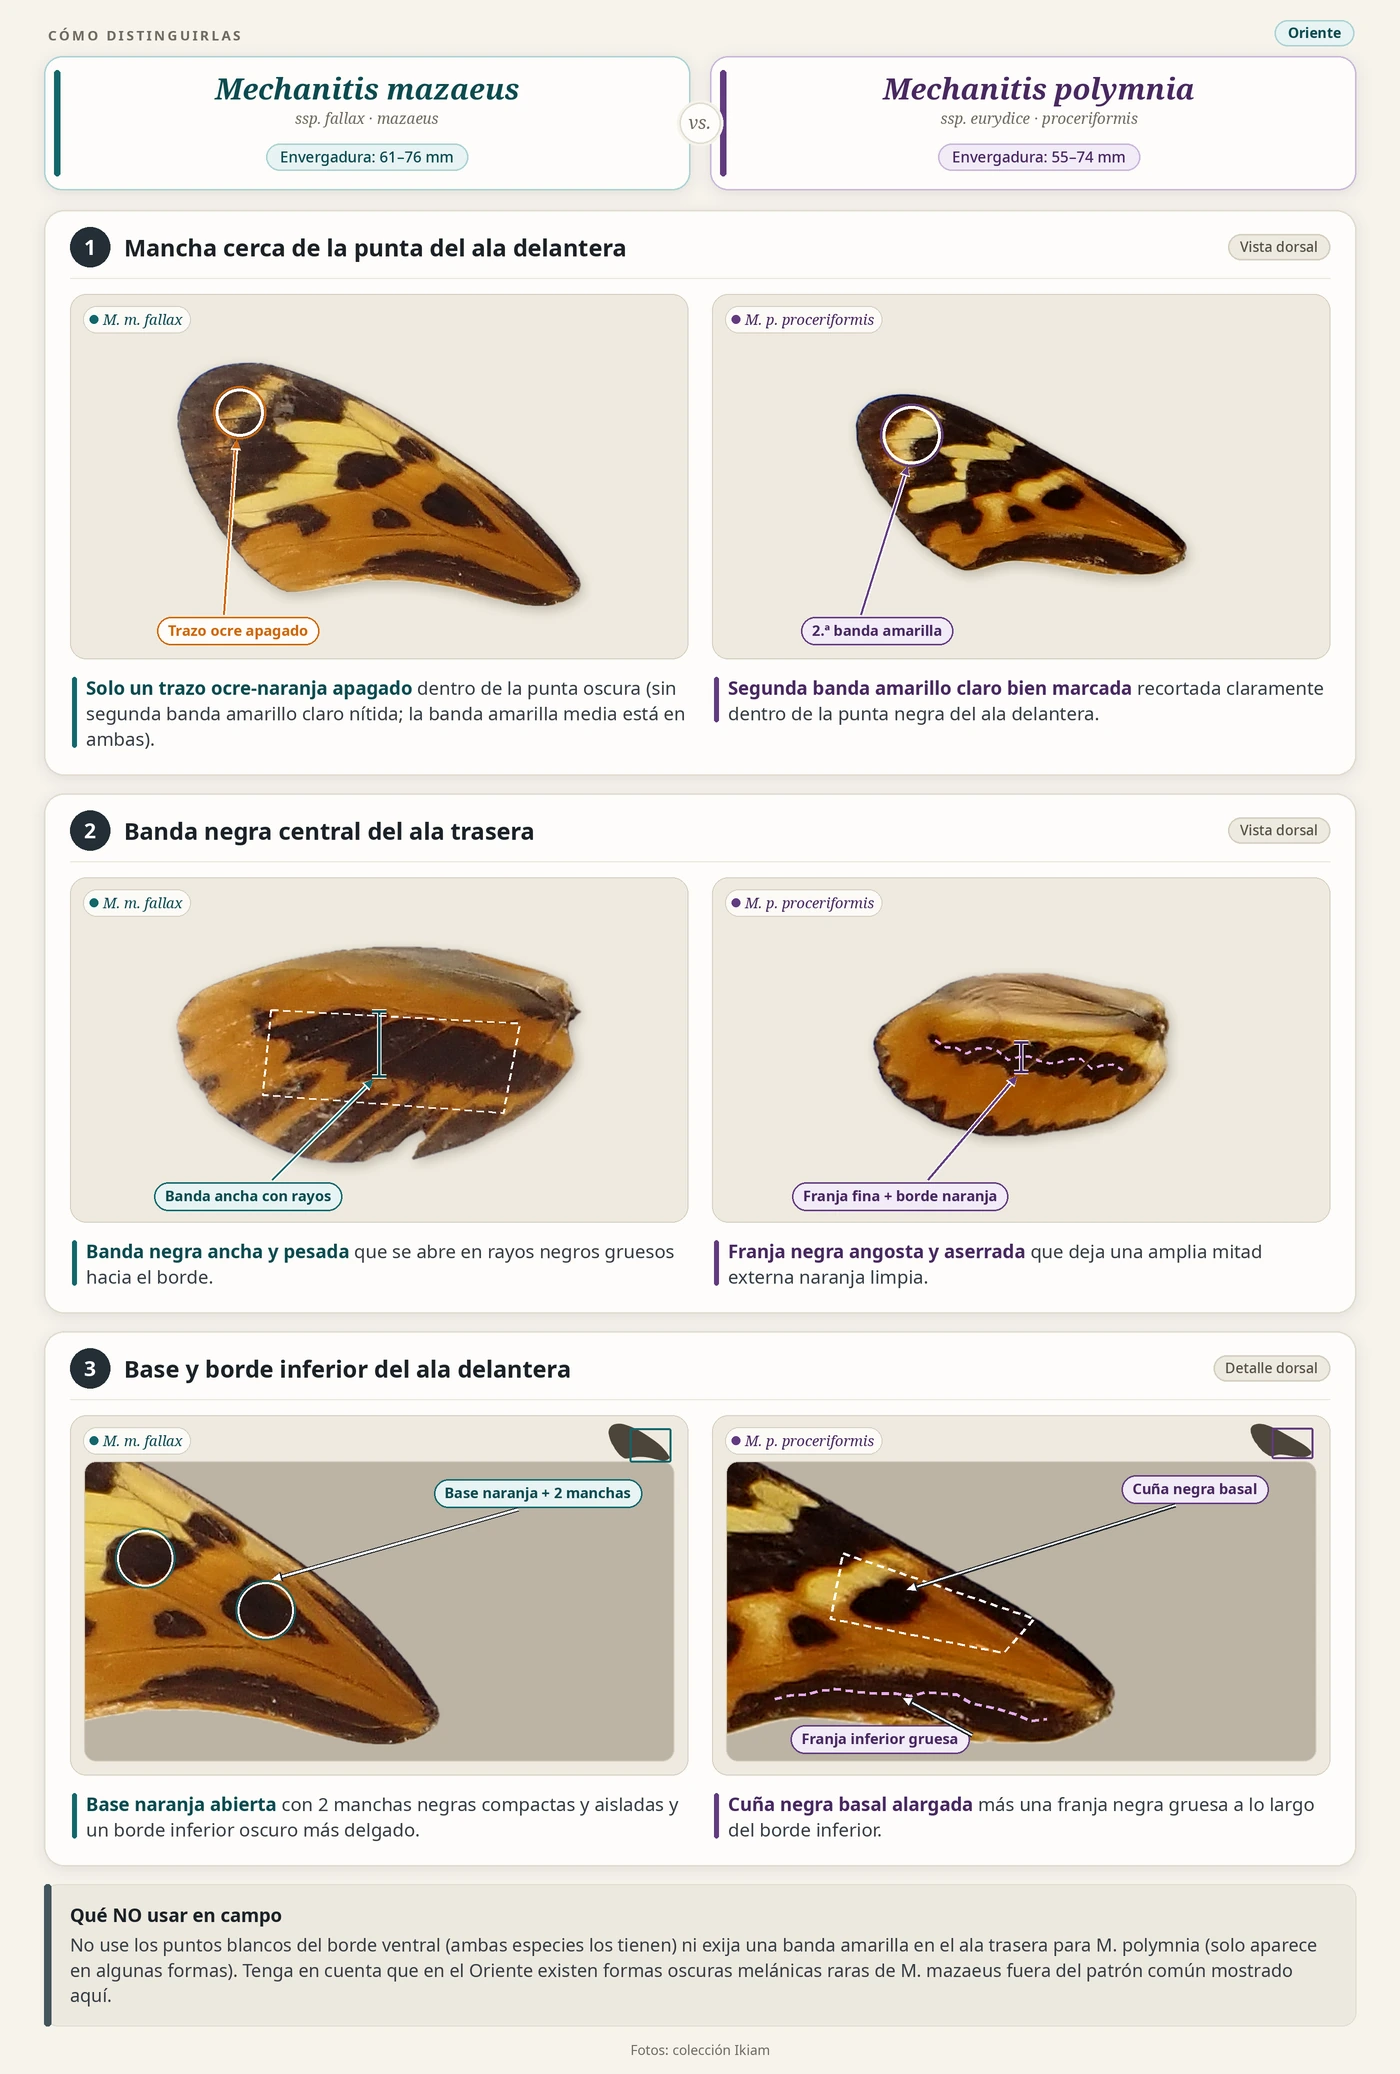 CÓMO DISTINGUIRLAS
Oriente
Mechanitis mazaeus
ssp. fallax · mazaeus
Envergadura: 61–76 mm
vs.
Mechanitis polymnia
ssp. eurydice · proceriformis
Envergadura: 55–74 mm
1 Mancha cerca de la punta del ala delantera
Vista dorsal
M. m. fallax
Trazo ocre apagado
M. p. proceriformis
2.ª banda amarilla
Solo un trazo ocre-naranja apagado dentro de la punta oscura (sin
segunda banda amarillo claro nítida; la banda amarilla media está en
ambas).
Segunda banda amarillo claro bien marcada recortada claramente
dentro de la punta negra del ala delantera.
2 Banda negra central del ala trasera
Vista dorsal
M. m. fallax
Banda ancha con rayos
M. p. proceriformis
Franja fina + borde naranja
Banda negra ancha y pesada que se abre en rayos negros gruesos
hacia el borde.
Franja negra angosta y aserrada que deja una amplia mitad
externa naranja limpia.
3 Base y borde inferior del ala delantera
Detalle dorsal
M. m. fallax
Base naranja + 2 manchas
M. p. proceriformis
Cuña negra basal
Franja inferior gruesa
Base naranja abierta con 2 manchas negras compactas y aisladas y
un borde inferior oscuro más delgado.
Cuña negra basal alargada más una franja negra gruesa a lo largo
del borde inferior.
Qué NO usar en campo
No use los puntos blancos del borde ventral (ambas especies los tienen) ni exija una banda amarilla en el ala trasera para M. polymnia (solo aparece
en algunas formas). Tenga en cuenta que en el Oriente existen formas oscuras melánicas raras de M. mazaeus fuera del patrón común mostrado
aquí.
Fotos: colección Ikiam